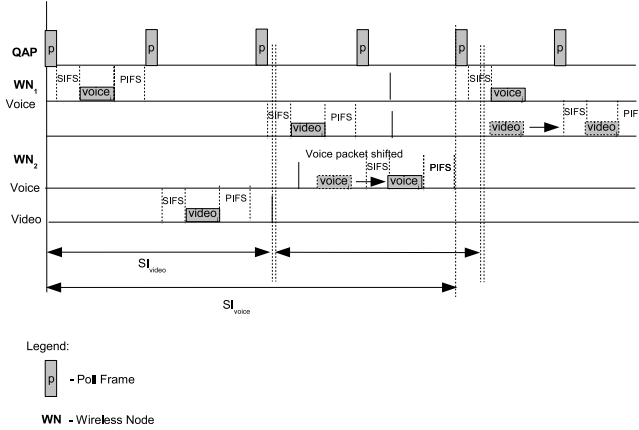 QAP p p p p p p
WN1 SIFS PIFS SIFS
Voice voice voice
SIFS PIFS SIFS PIF
video video video
WN2 Voice packet shifted
SIFS PIFS
Voice voice voice
SIFS PIFS
Video video
SIvideo
SIvoice
Legend:
p - Poll Frame
WN - Wireless Node